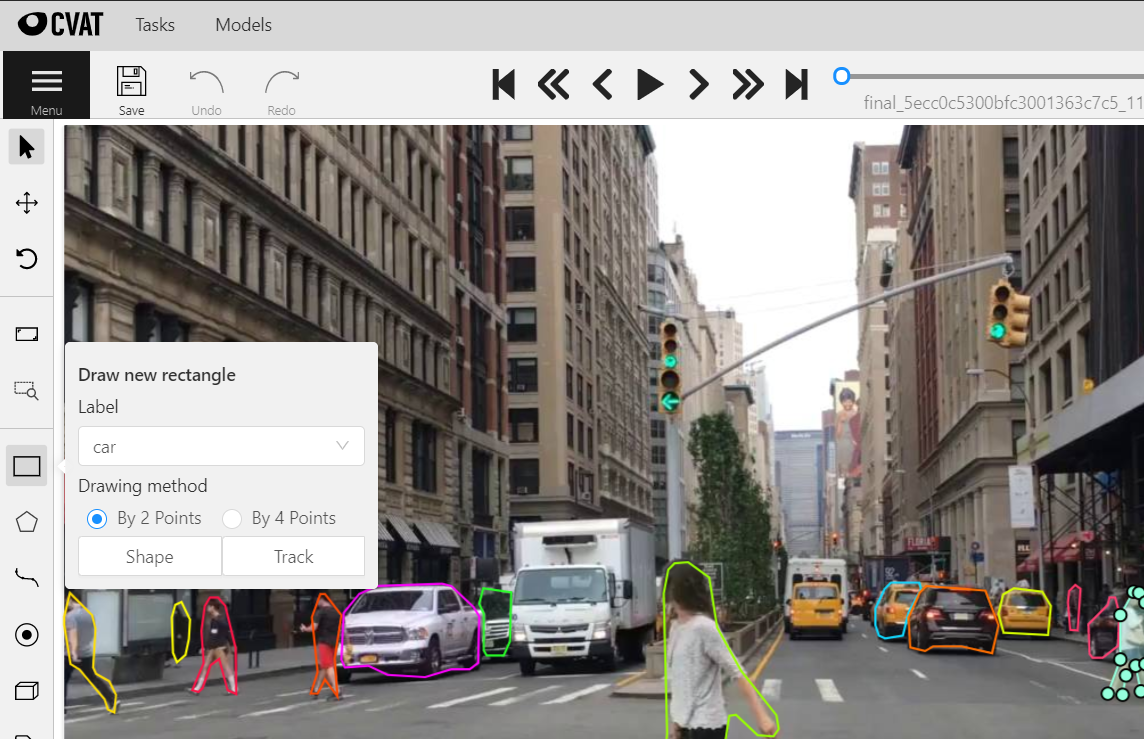 CVAT Tasks Models
Menu Save Undo Redo
final_5ecc0c5300bfc3001363c7c5_11
Draw new rectangle
Label
car
Drawing method
By 2 Points By 4 Points
Shape Track
FLORIA